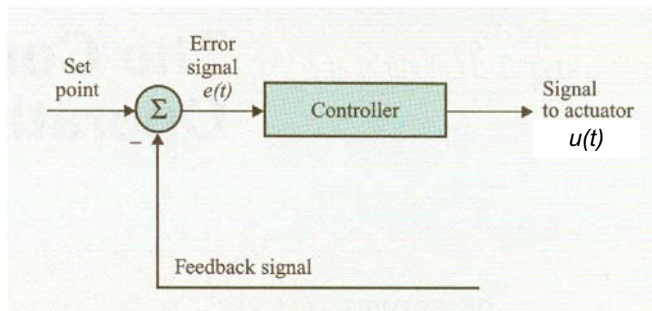 Set
point
Error
signal
e(t)
Σ
−
Controller
Signal
to actuator
u(t)
Feedback signal